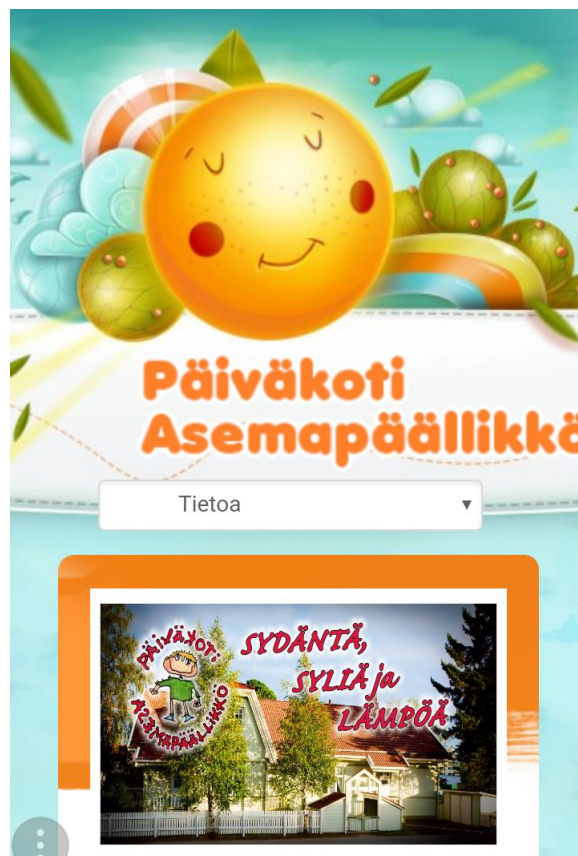 Päiväkoti
Asemapäällikkö
Tietoa
PÄIVÄKOTI
ASEMAPÄÄLLIKKÖ
SYDÄNTÄ,
SYLIÄ ja
LÄMPÖÄ